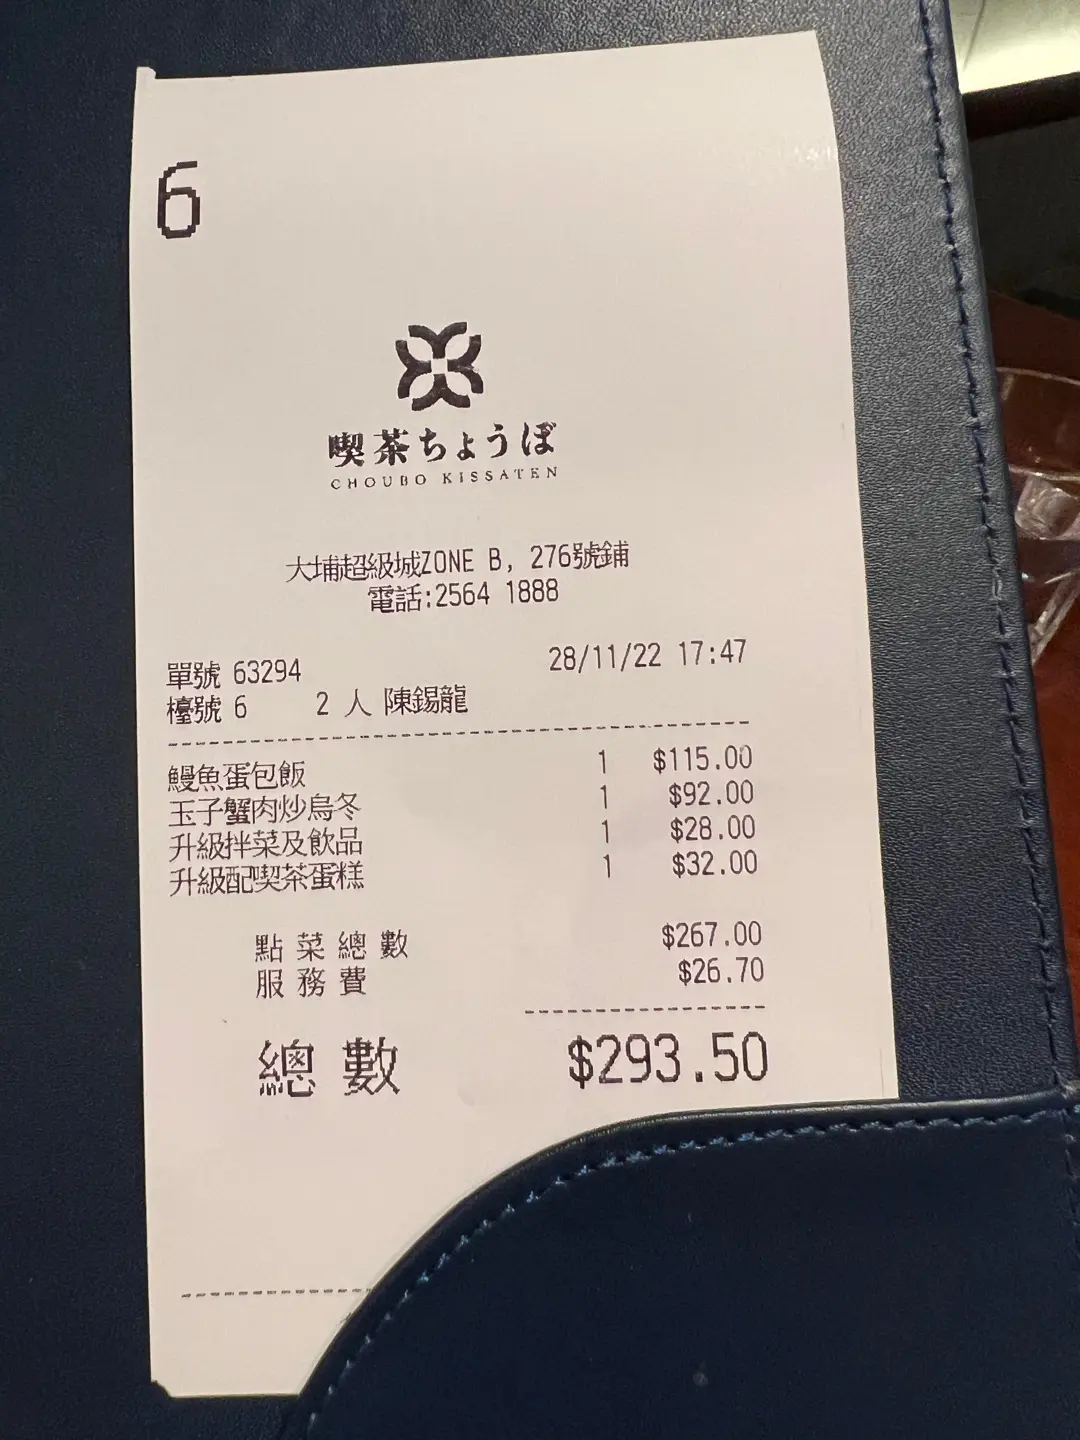 6
喫茶ちょうぼ
CHOUBO KISSATEN
大埔超級城ZONE B, 276號鋪
電話:2564 1888
單號 63294 28/11/22 17:47
檯號 6 2 人 陳錫龍
鰻魚蛋包飯 1 $115.00
玉子蟹肉炒烏冬 1 $92.00
升級拌菜及飲品 1 $28.00
升級配喫茶蛋糕 1 $32.00
點菜總數 $267.00
服務費 $26.70
總數 $293.50